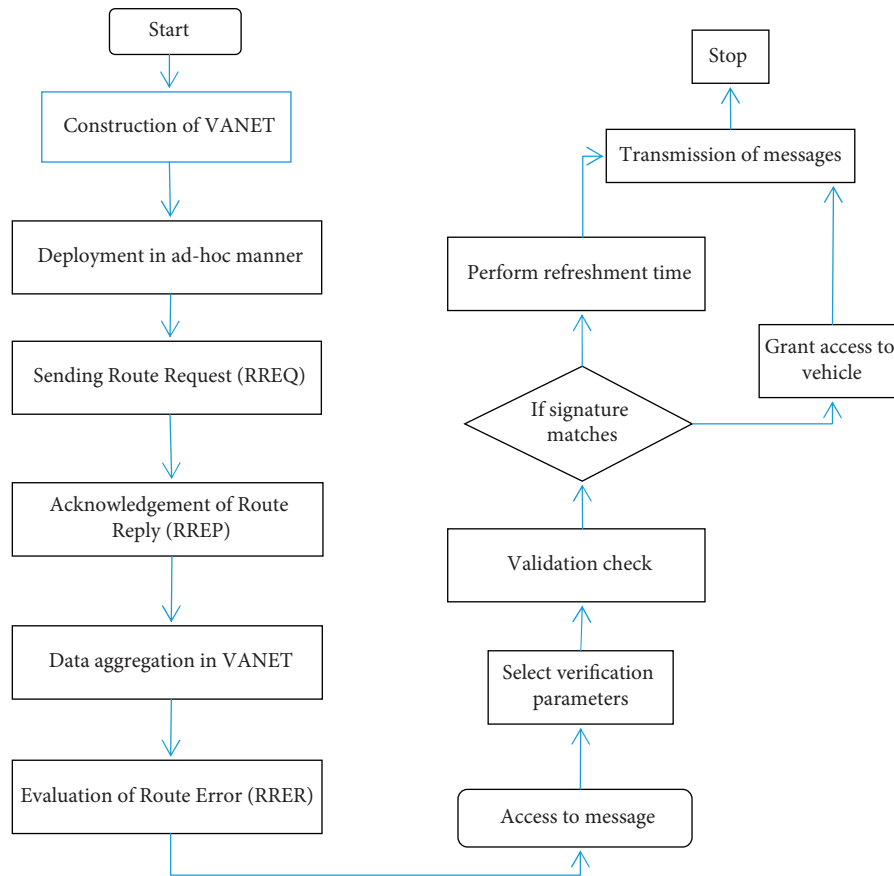 Start
Construction of VANET
Deployment in ad-hoc manner
Sending Route Request (RREQ)
Acknowledgement of Route
Reply (RREP)
Data aggregation in VANET
Evaluation of Route Error (RRER)
Access to message
Select verification
parameters
Validation check
If signature
matches
Perform refreshment time
Grant access to
vehicle
Transmission of messages
Stop